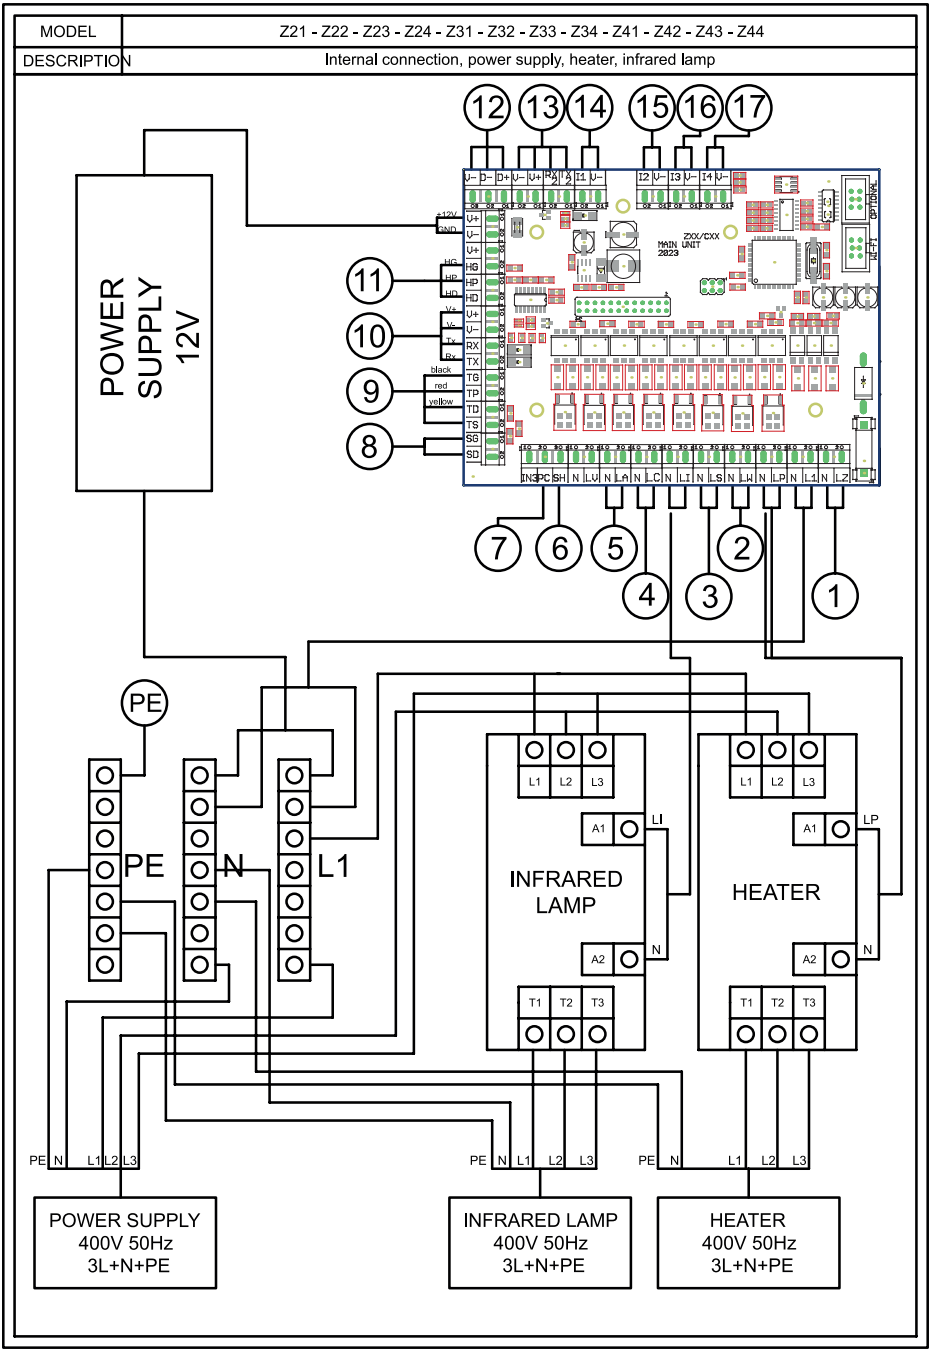 MODEL Z21 - Z22 - Z23 - Z24 - Z31 - Z32 - Z33 - Z34 - Z41 - Z42 - Z43 - Z44
DESCRIPTION Internal connection, power supply, heater, infrared lamp
12 13 14 15 16 17
V- D- D+ V- V+ RX 2 TX 2 I1 V- I2 V- I3 V- I4 V-
OPTIONAL
WI-FI
ZXX/CXX
MAIN UNIT
2023
POWER SUPPLY 12V
+12V V+
GND V-
V+
HG HG
11 HP HP
HD HD
V+ V+
10 V- V-
Tx RX
Rx TX
black TG
9 red TP
yellow TD
TS
8 SG
SD
IN3 PC SH N LV N LA N LC N LI N LS N LW N LP N L1 N LZ
7 6 5 2
4 3 1
PE
L1 L2 L3 L1 L2 L3
A1 LI A1 LP
PE N L1
INFRARED
LAMP
HEATER
A2 N A2 N
T1 T2 T3 T1 T2 T3
PE N L1 L2 L3 PE N L1 L2 L3 PE N L1 L2 L3
POWER SUPPLY
400V 50Hz
3L+N+PE
INFRARED LAMP
400V 50Hz
3L+N+PE
HEATER
400V 50Hz
3L+N+PE